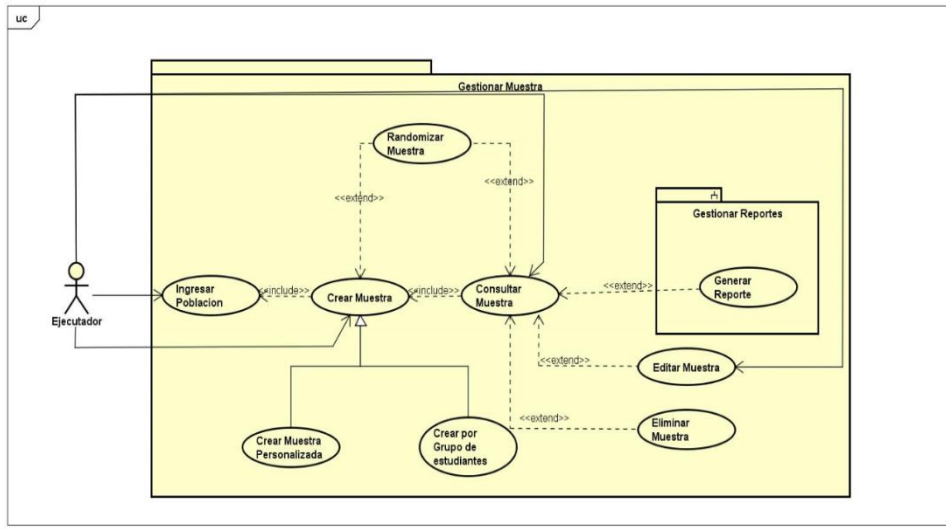 uc
Gestionar Muestra
Randomizar
Muestra
<<extend>>
<<extend>>
Gestionar Reportes
Ingresar
Poblacion
<<include>>
Crear Muestra
<<include>>
Consultar
Muestra
<<extend>>
Generar
Reporte
Ejecutador
<<extend>>
Editar Muestra
<<extend>>
Eliminar
Muestra
Crear Muestra
Personalizada
Crear por
Grupo de
estudiantes